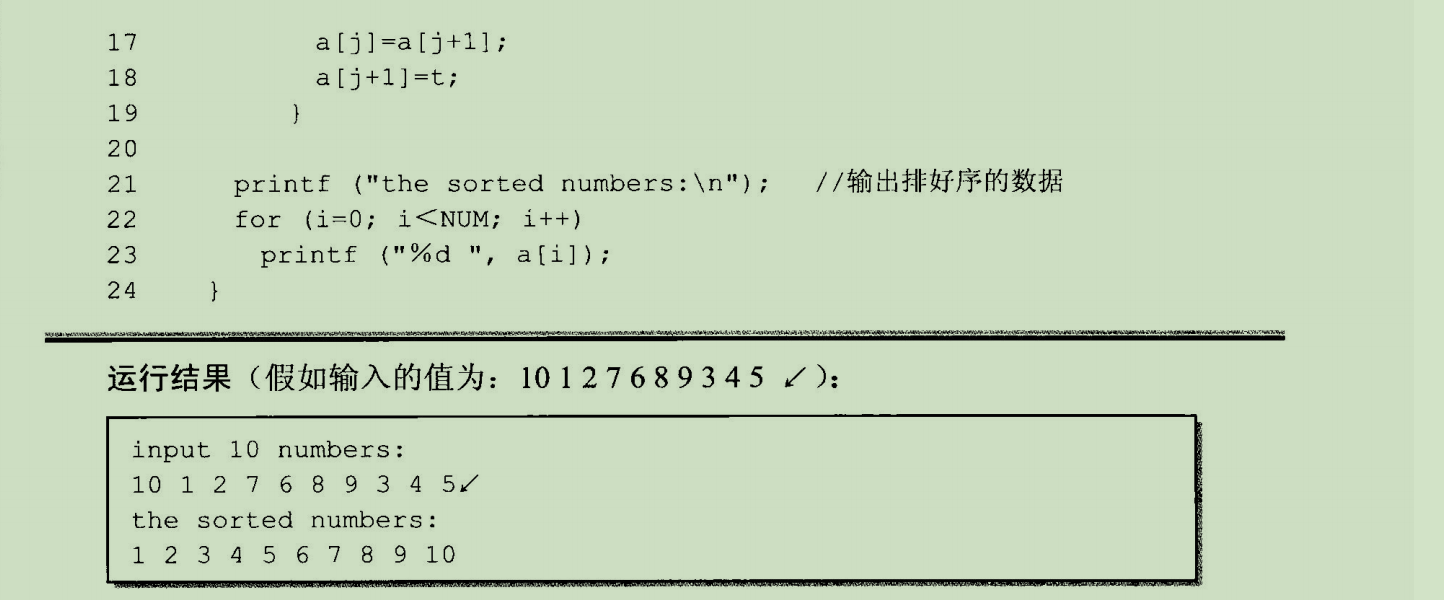 17 a[j]=a[j+1];
18 a[j+1]=t;
19 }
20
21 printf ("the sorted numbers:\n"); //输出排好序的数据
22 for (i=0; i<NUM; i++)
23 printf ("%d ", a[i]);
24 }
运行结果（假如输入的值为：10 1 2 7 6 8 9 3 4 5 ↙）：
input 10 numbers:
10 1 2 7 6 8 9 3 4 5↙
the sorted numbers:
1 2 3 4 5 6 7 8 9 10